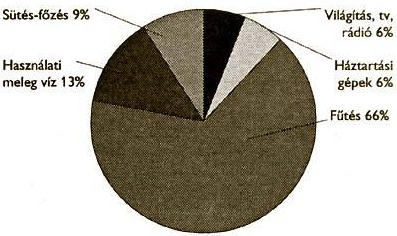 Sütés-főzés 9%
Használati
meleg víz 13%
Világítás, tv,
rádió 6%
Háztartási
gépek 6%
Fűtés 66%